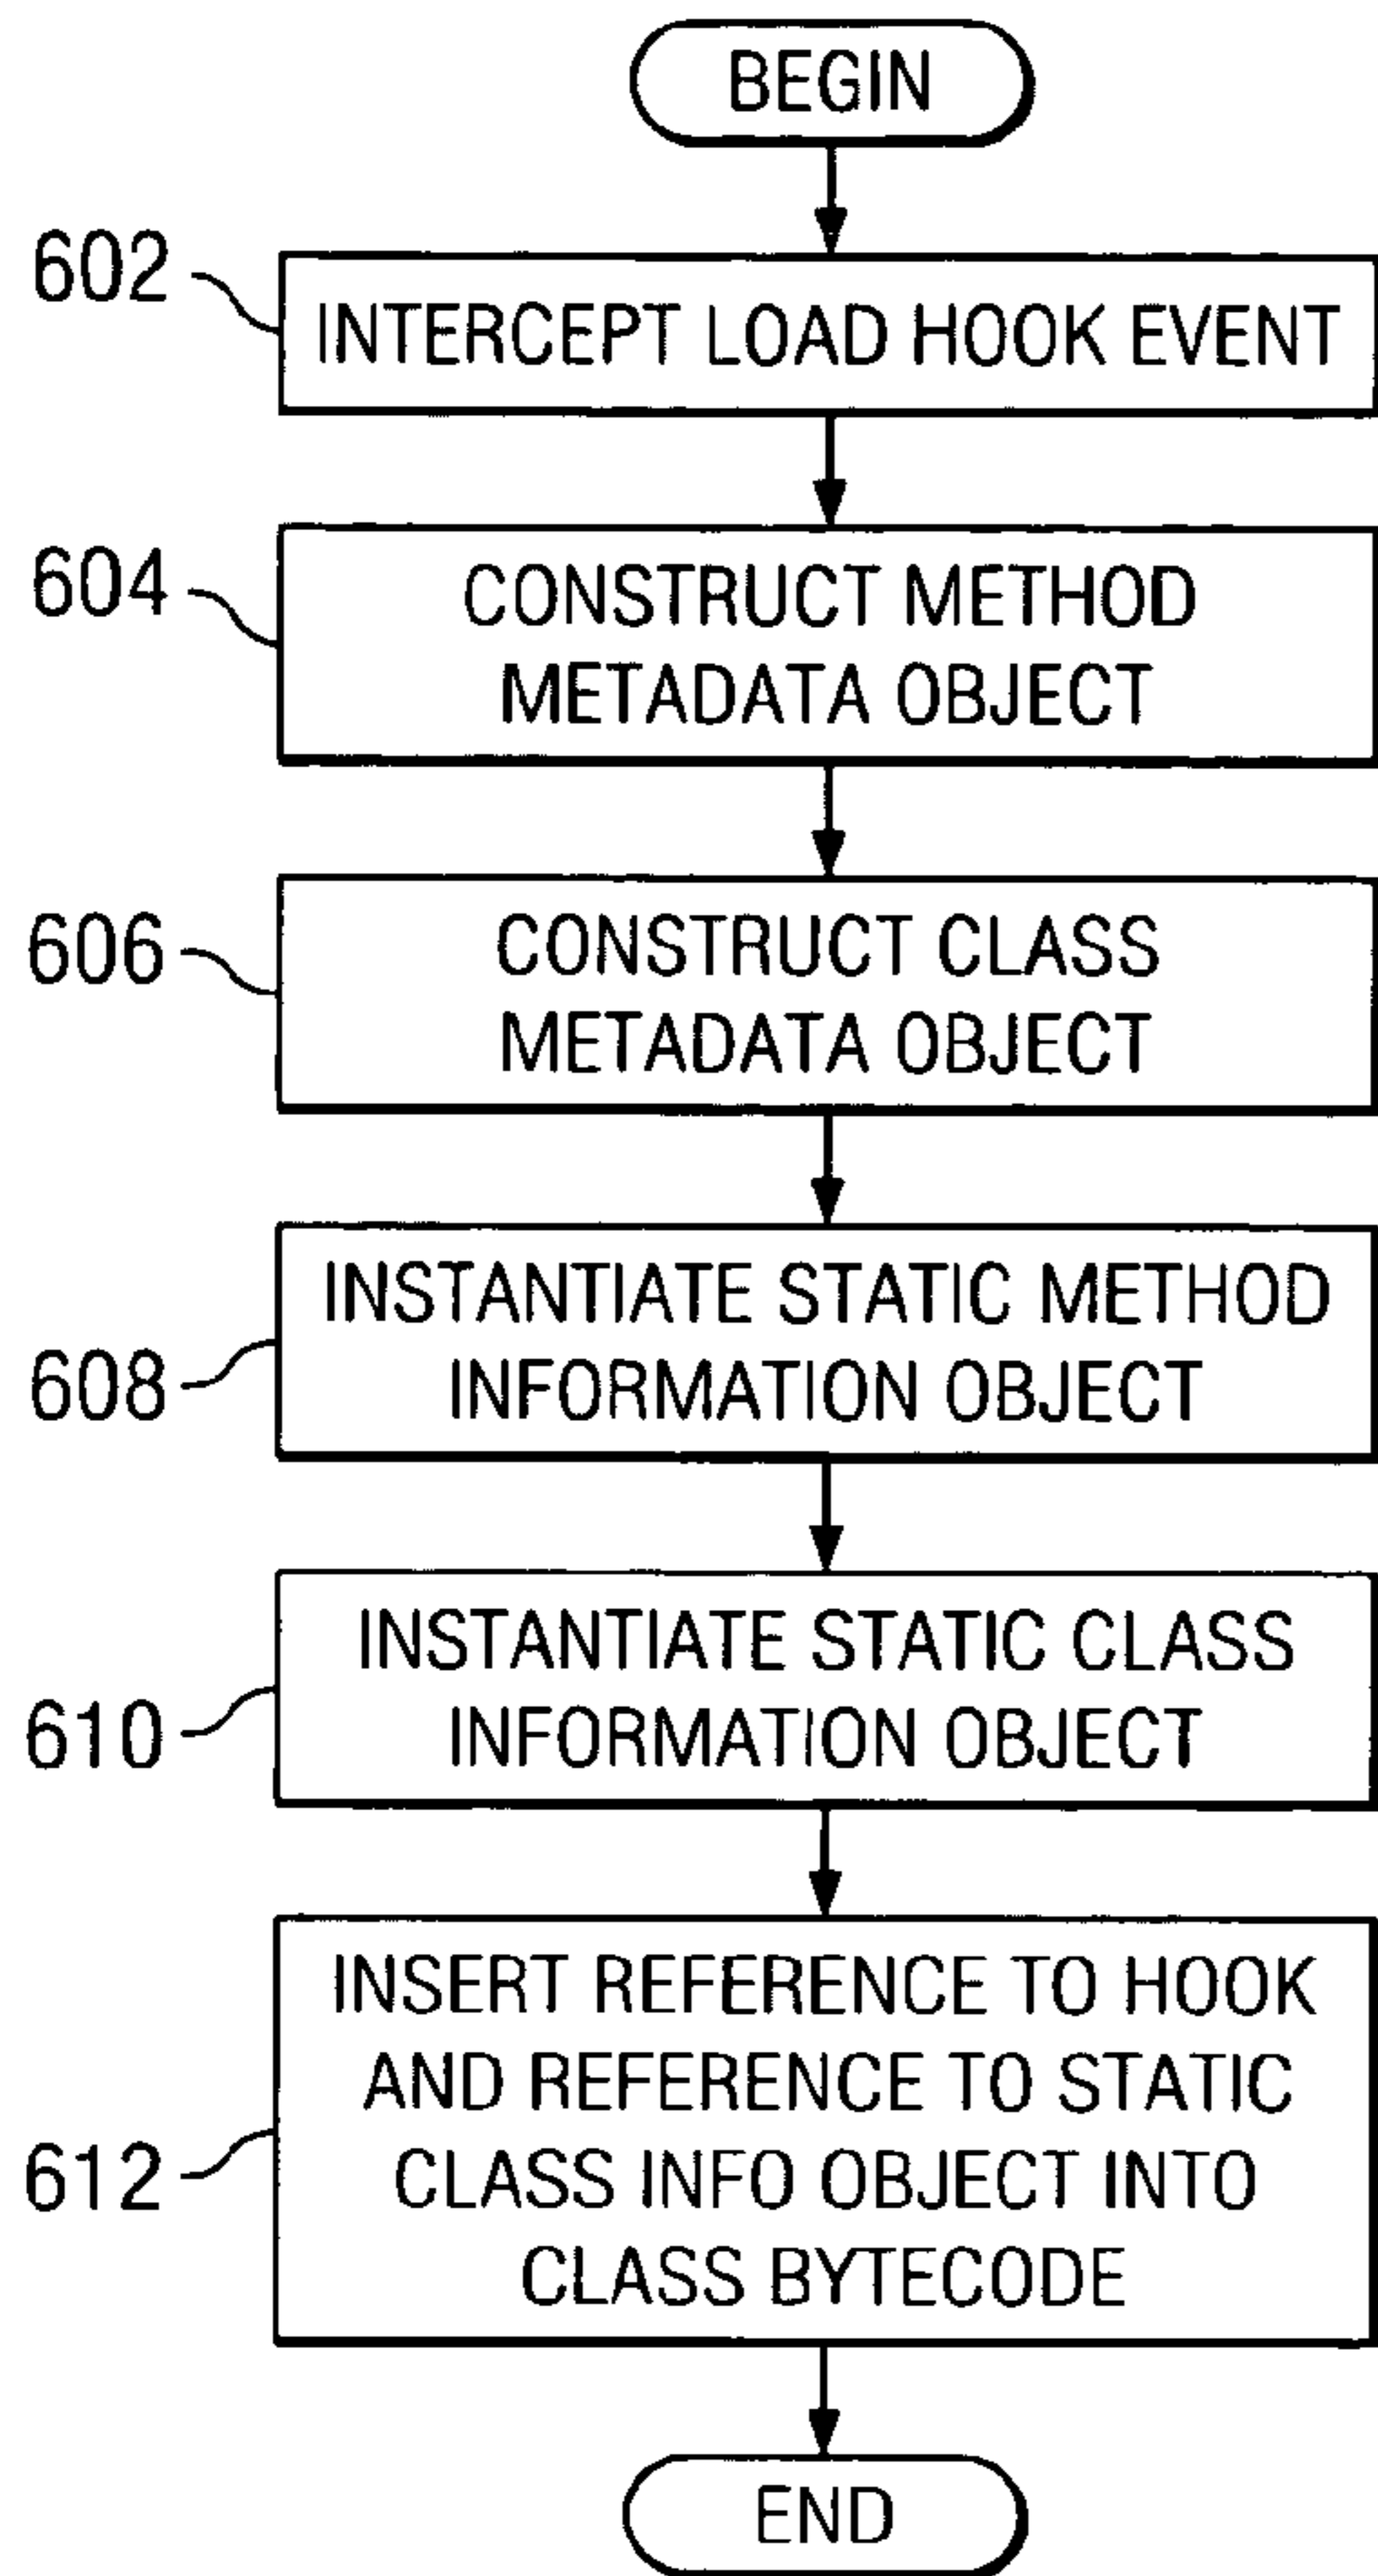 BEGIN
602
INTERCEPT LOAD HOOK EVENT
604
CONSTRUCT METHOD
METADATA OBJECT
606
CONSTRUCT CLASS
METADATA OBJECT
608
INSTANTIATE STATIC METHOD
INFORMATION OBJECT
610
INSTANTIATE STATIC CLASS
INFORMATION OBJECT
612
INSERT REFERENCE TO HOOK
AND REFERENCE TO STATIC
CLASS INFO OBJECT INTO
CLASS BYTECODE
END